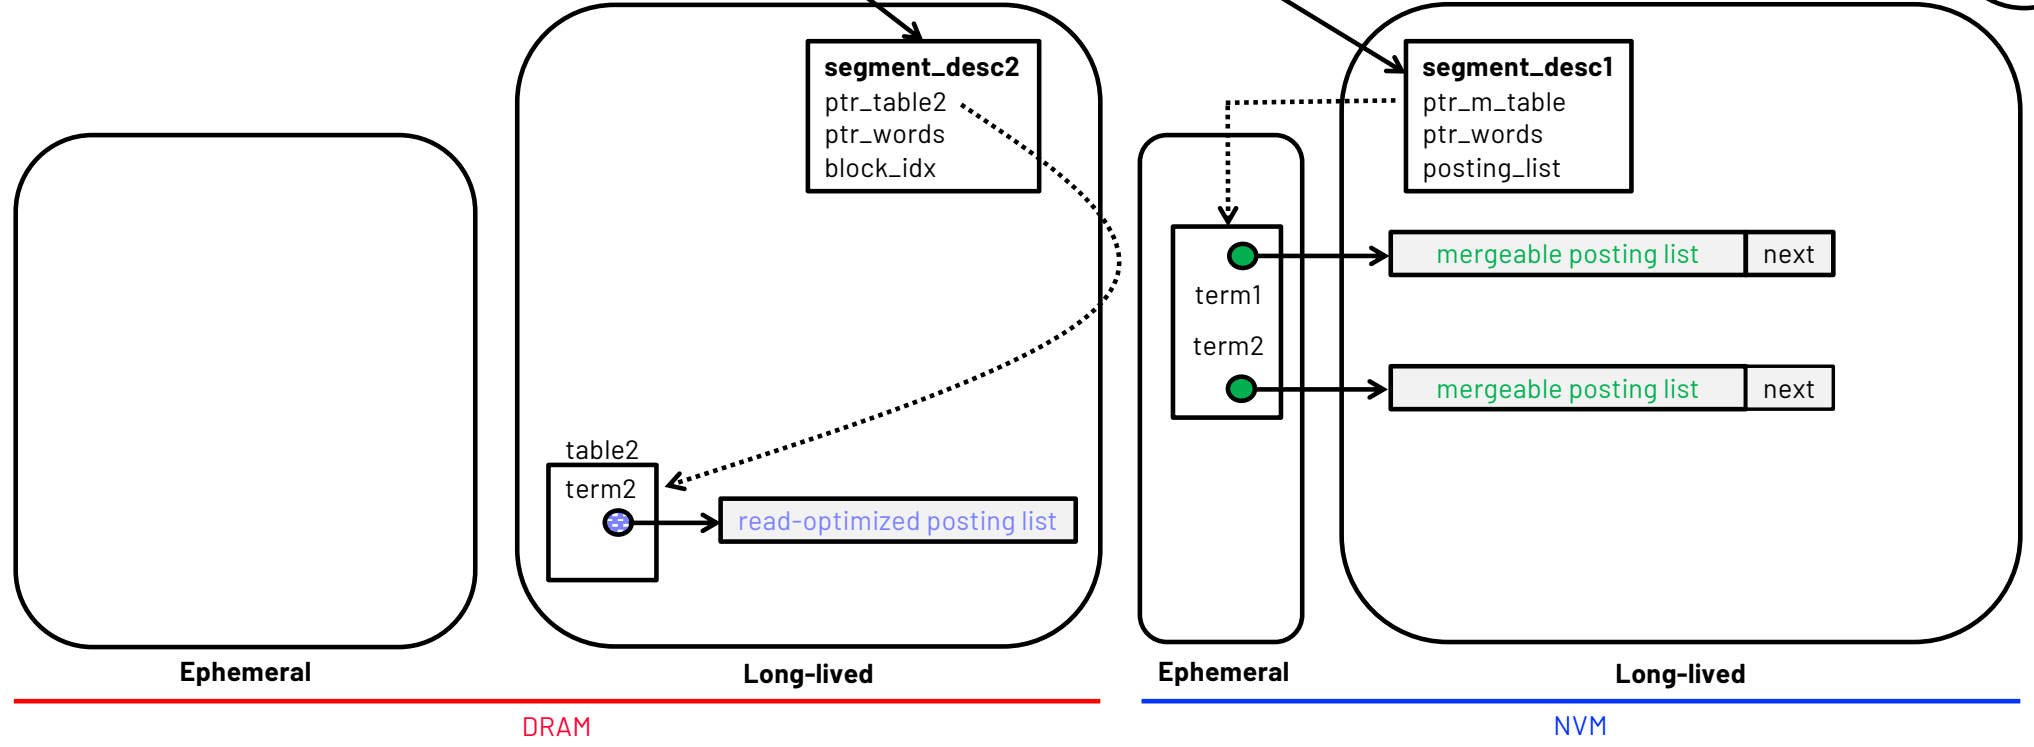 segment_desc2
ptr_table2
ptr_words
block_idx
segment_desc1
ptr_m_table
ptr_words
posting_list
mergeable posting list
next
term1
term2
mergeable posting list
next
table2
term2
read-optimized posting list
Ephemeral
Long-lived
Ephemeral
Long-lived
DRAM
NVM